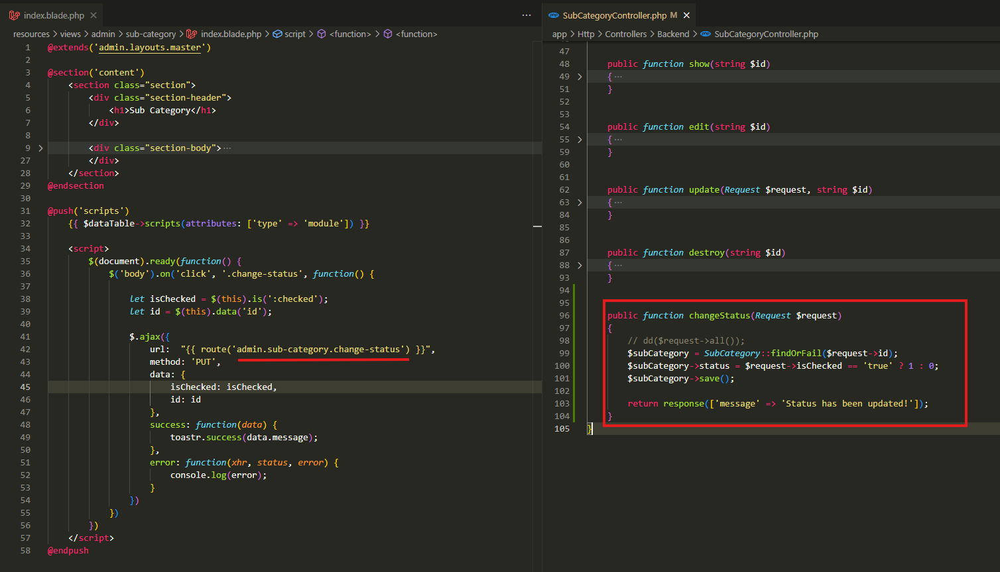 index.blade.php
resources > views > admin > sub-category > index.blade.php > script > <function> > <function>
1 @extends('admin.layouts.master')
2
3 @section('content')
4 <section class="section">
5 <div class="section-header">
6 <h1>Sub Category</h1>
7 </div>
8
9 <div class="section-body"> ...
27 </div>
28 </section>
29 @endsection
30
31 @push('scripts')
32 {{ $dataTable->scripts(attributes: ['type' => 'module']) }}
33
34 <script>
35 $(document).ready(function() {
36 $('body').on('click', '.change-status', function() {
37
38 let isChecked = $(this).is(':checked');
39 let id = $(this).data('id');
40
41 $.ajax({
42 url: "{{ route('admin.sub-category.change-status') }}",
43 method: 'PUT',
44 data: {
45 isChecked: isChecked,
46 id: id
47 },
48 success: function(data) {
49 toastr.success(data.message);
50 },
51 error: function(xhr, status, error) {
52 console.log(error);
53 }
54 })
55 })
56 })
57 </script>
58 @endpush
SubCategoryController.php M
app > Http > Controllers > Backend > SubCategoryController.php
47
48 public function show(string $id)
49 { ...
51 }
52
53
54 public function edit(string $id)
55 { ...
59 }
60
61
62 public function update(Request $request, string $id)
63 { ...
84 }
85
86
87 public function destroy(string $id)
88 { ...
93 }
94
95
96 public function changeStatus(Request $request)
97 {
98 // dd($request->all());
99 $subCategory = SubCategory::findOrFail($request->id);
100 $subCategory->status = $request->isChecked == 'true' ? 1 : 0;
101 $subCategory->save();
102
103 return response(['message' => 'Status has been updated!']);
104 }
105 }